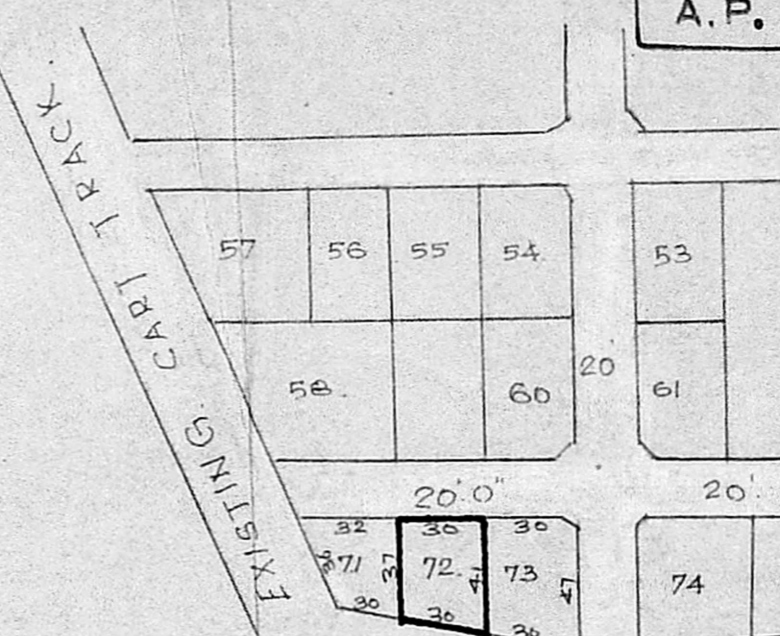 A.P.
EXISTING. CART TRACK.
57 56 55 54 53
58. 60 20' 61
20'0" 20'.
32 30 30
71 37 72. 41 73 47 74
30 30 30